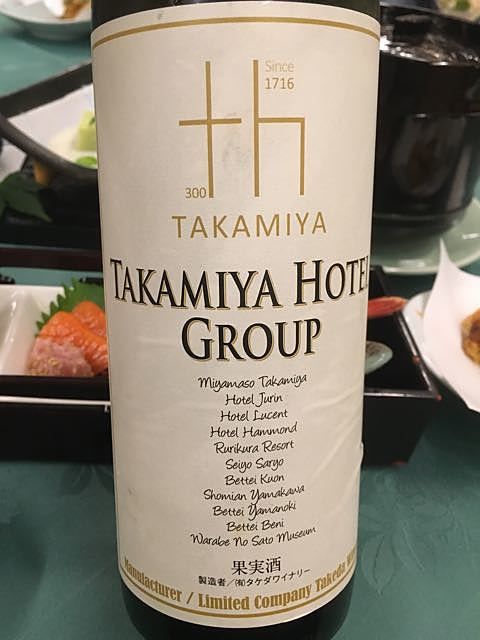 Since
1716
300
TAKAMIYA
TAKAMIYA HOTEL
GROUP
Miyamaso Takamiya
Hotel Jurin
Hotel Lucent
Hotel Hammond
Rurikura Resort
Seiyo Saryo
Bettei Kuon
Shomian Yamakawa
Bettei Yamanoki
Bettei Beni
Warabe No Sato Museum
果実酒
製造者/㈲タケダワイナリー
Manufacturer / Limited Company Takeda